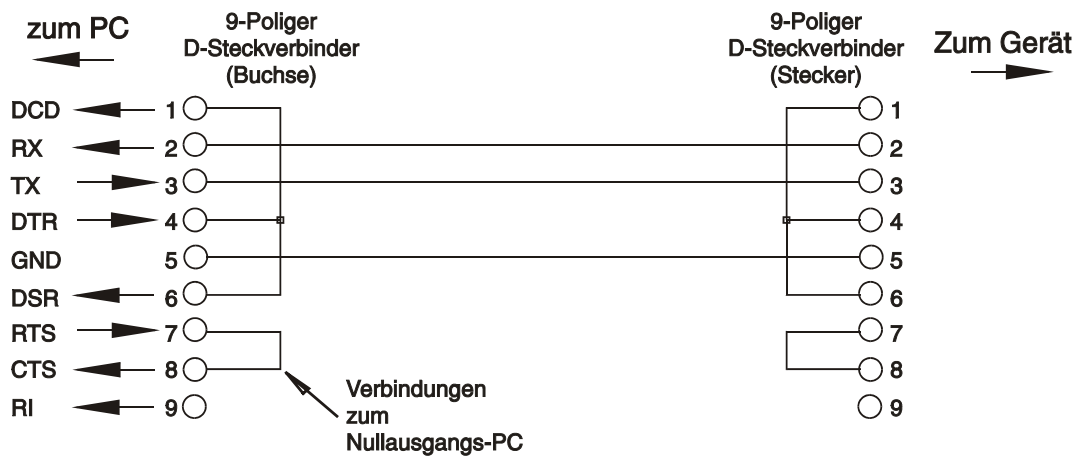 zum PC
9-Poliger
D-Steckverbinder
(Buchse)
9-Poliger
D-Steckverbinder
(Stecker)
Zum Gerät
DCD 1 1
RX 2 2
TX 3 3
DTR 4 4
GND 5 5
DSR 6 6
RTS 7 7
CTS 8 8
RI 9 9
Verbindungen
zum
Nullausgangs-PC